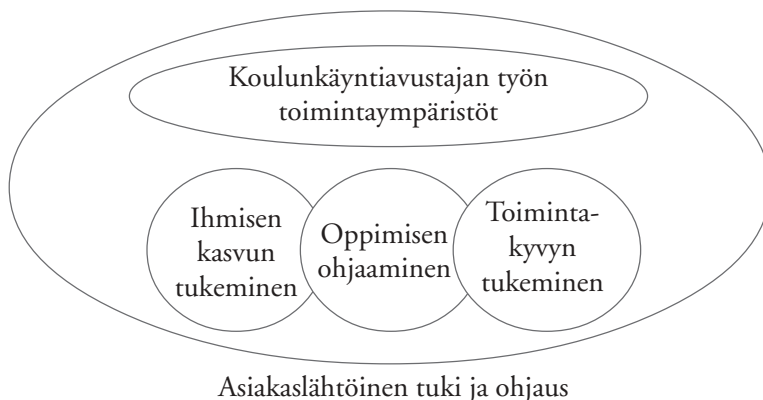 Koulunkäyntiavustajan työn
toimintaympäristöt
Ihmisen
kasvun
tukeminen
Oppimisen
ohjaaminen
Toiminta-
kyvyn
tukeminen
Asiakaslähtöinen tuki ja ohjaus